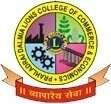 PRAHLADRAI DALMIA LIONS COLLEGE OF COMMERCE & ECONOMICS
L
॥ व्यापारेय सेवा ॥